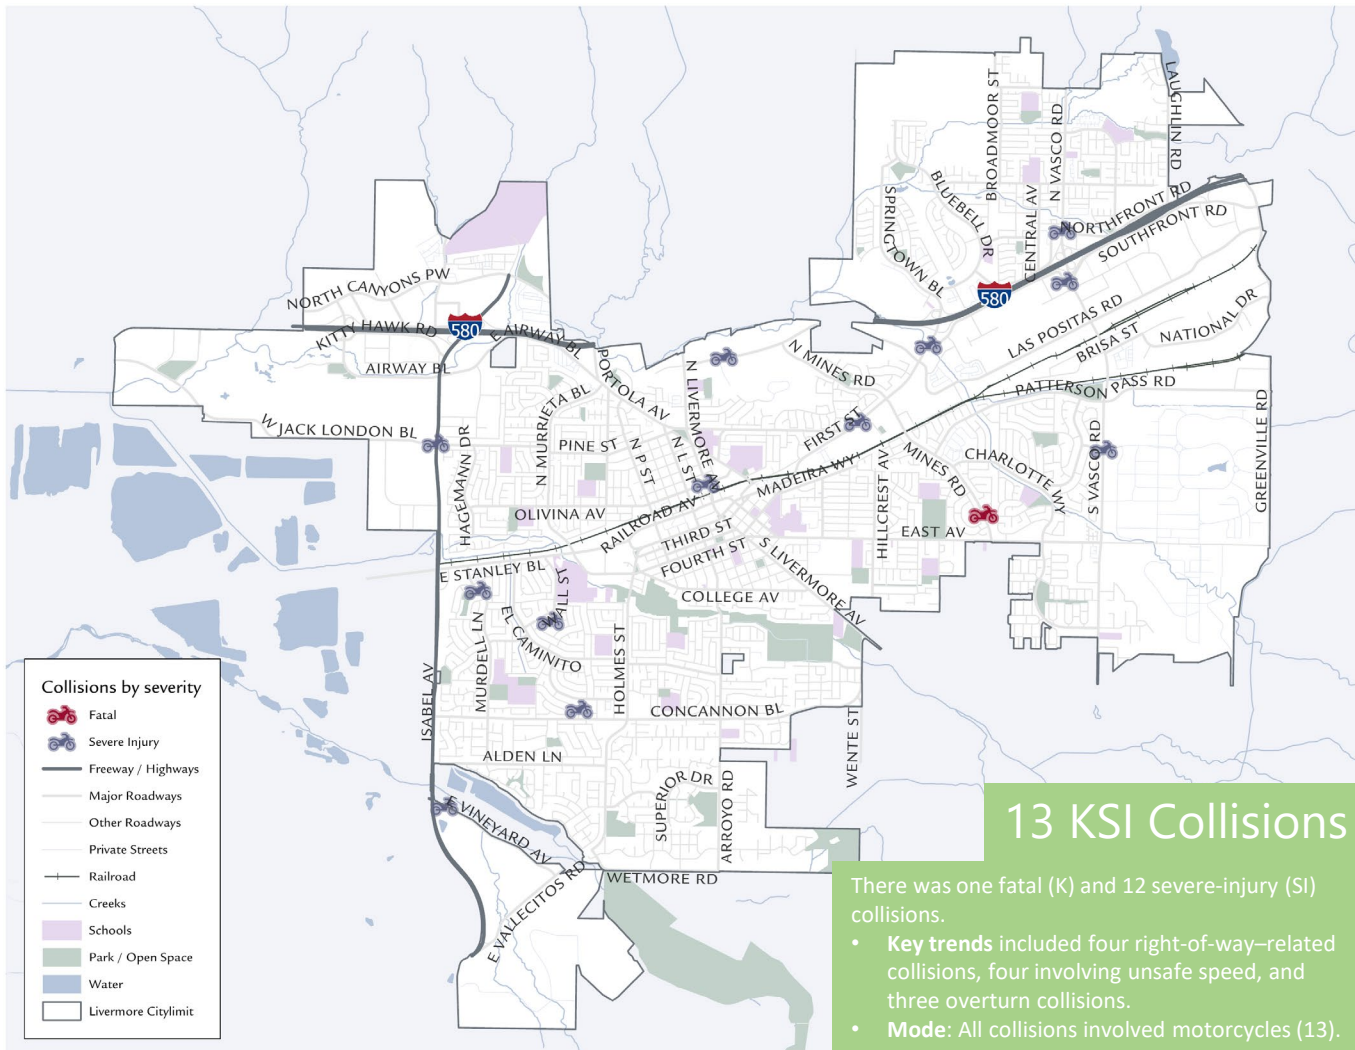 LAUGHLIN RD
BROADMOOR ST
N VASCO RD
CENTRAL AV
BLUEBELL DR
SPRINGTOWN BL
NORTHFRONT RD
SOUTHFRONT RD
580
NORTH CANYONS PW
KITTY HAWK RD
580
E AIRWAY BL
AIRWAY BL
PORTOLA AV
N LIVERMORE AV
N MINES RD
LAS POSITAS RD
BRISA ST
NATIONAL DR
PATTERSON PASS RD
GREENVILLE RD
W JACK LONDON BL
HAGEMANN DR
N MURRIETA BL
PINE ST
N P ST
N L ST
FIRST ST
MADEIRA WY
HILLCREST AV
MINES RD
CHARLOTTE WY
S VASCO RD
OLIVINA AV
RAILROAD AV
THIRD ST
FOURTH ST
EAST AV
S LIVERMORE AV
E STANLEY BL
WALL ST
COLLEGE AV
EL CAMINITO
MURDELL LN
HOLMES ST
ISABEL AV
CONCANNON BL
WENTE ST
ALDEN LN
SUPERIOR DR
ARROYO RD
E VINEYARD AV
WETMORE RD
E VALLECITOS RD
Collisions by severity
Fatal
Severe Injury
Freeway / Highways
Major Roadways
Other Roadways
Private Streets
Railroad
Creeks
Schools
Park / Open Space
Water
Livermore Citylimit
13 KSI Collisions
There was one fatal (K) and 12 severe-injury (SI)
collisions.
• Key trends included four right-of-way–related
collisions, four involving unsafe speed, and
three overturn collisions.
• Mode: All collisions involved motorcycles (13).